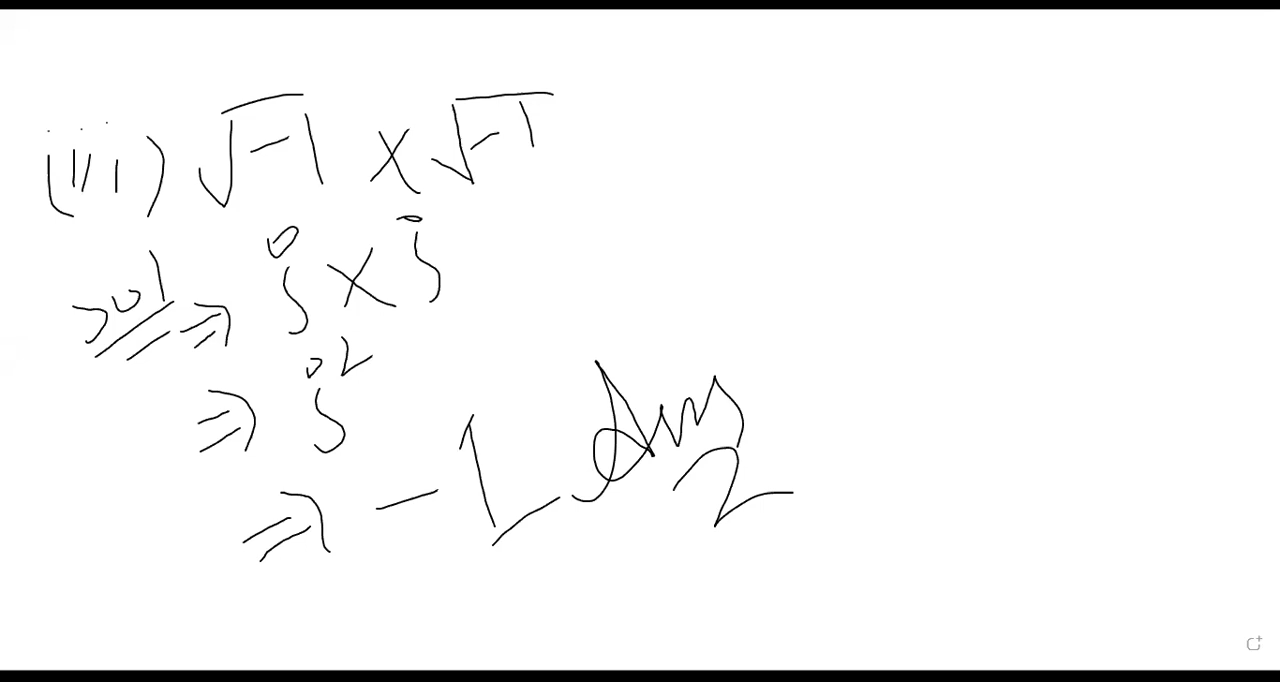 (iii) √-1 × √-1
sol ⇒ i × i
⇒ i²
⇒ -1 Ans